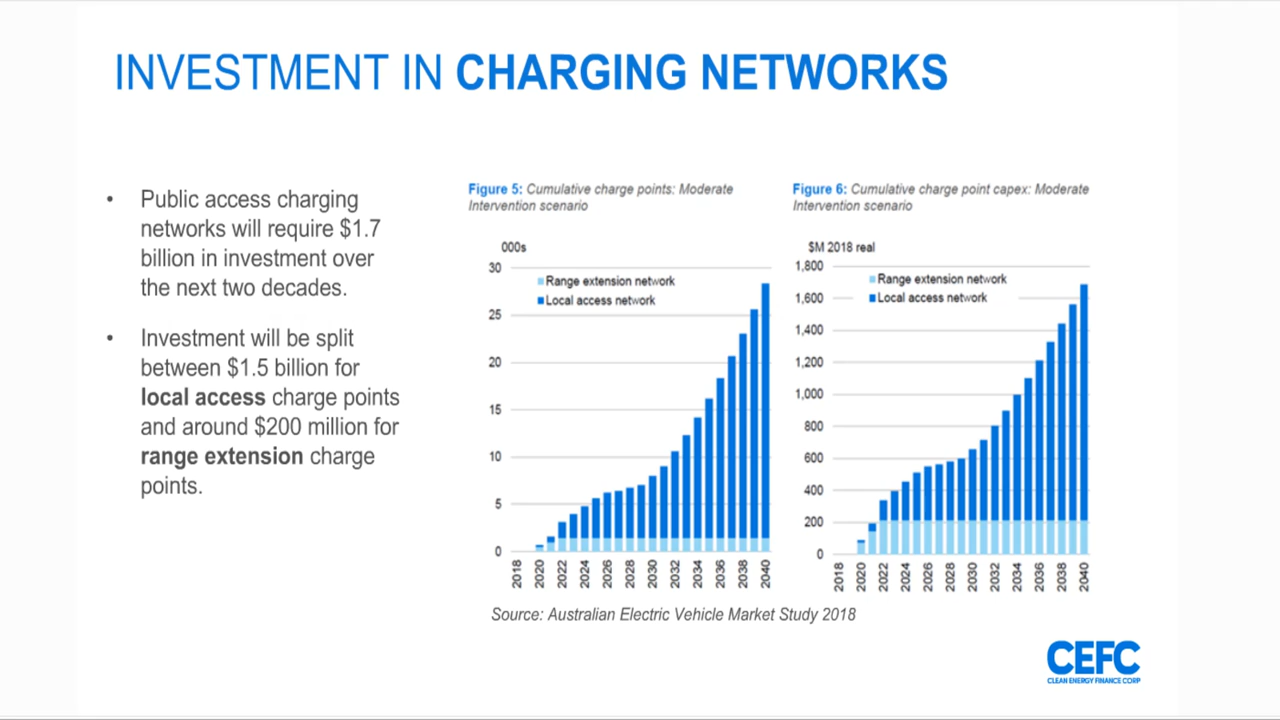 INVESTMENT IN CHARGING NETWORKS
• Public access charging
networks will require $1.7
billion in investment over
the next two decades.
• Investment will be split
between $1.5 billion for
local access charge points
and around $200 million for
range extension charge
points.
Figure 5: Cumulative charge points: Moderate
Intervention scenario
000s
Range extension network
Local access network
30
25
20
15
10
5
0
2018 2020 2022 2024 2026 2028 2030 2032 2034 2036 2038 2040
Figure 6: Cumulative charge point capex: Moderate
Intervention scenario
$M 2018 real
Range extension network
Local access network
1,800
1,600
1,400
1,200
1,000
800
600
400
200
0
2018 2020 2022 2024 2026 2028 2030 2032 2034 2036 2038 2040
Source: Australian Electric Vehicle Market Study 2018
CEFC
CLEAN ENERGY FINANCE CORP